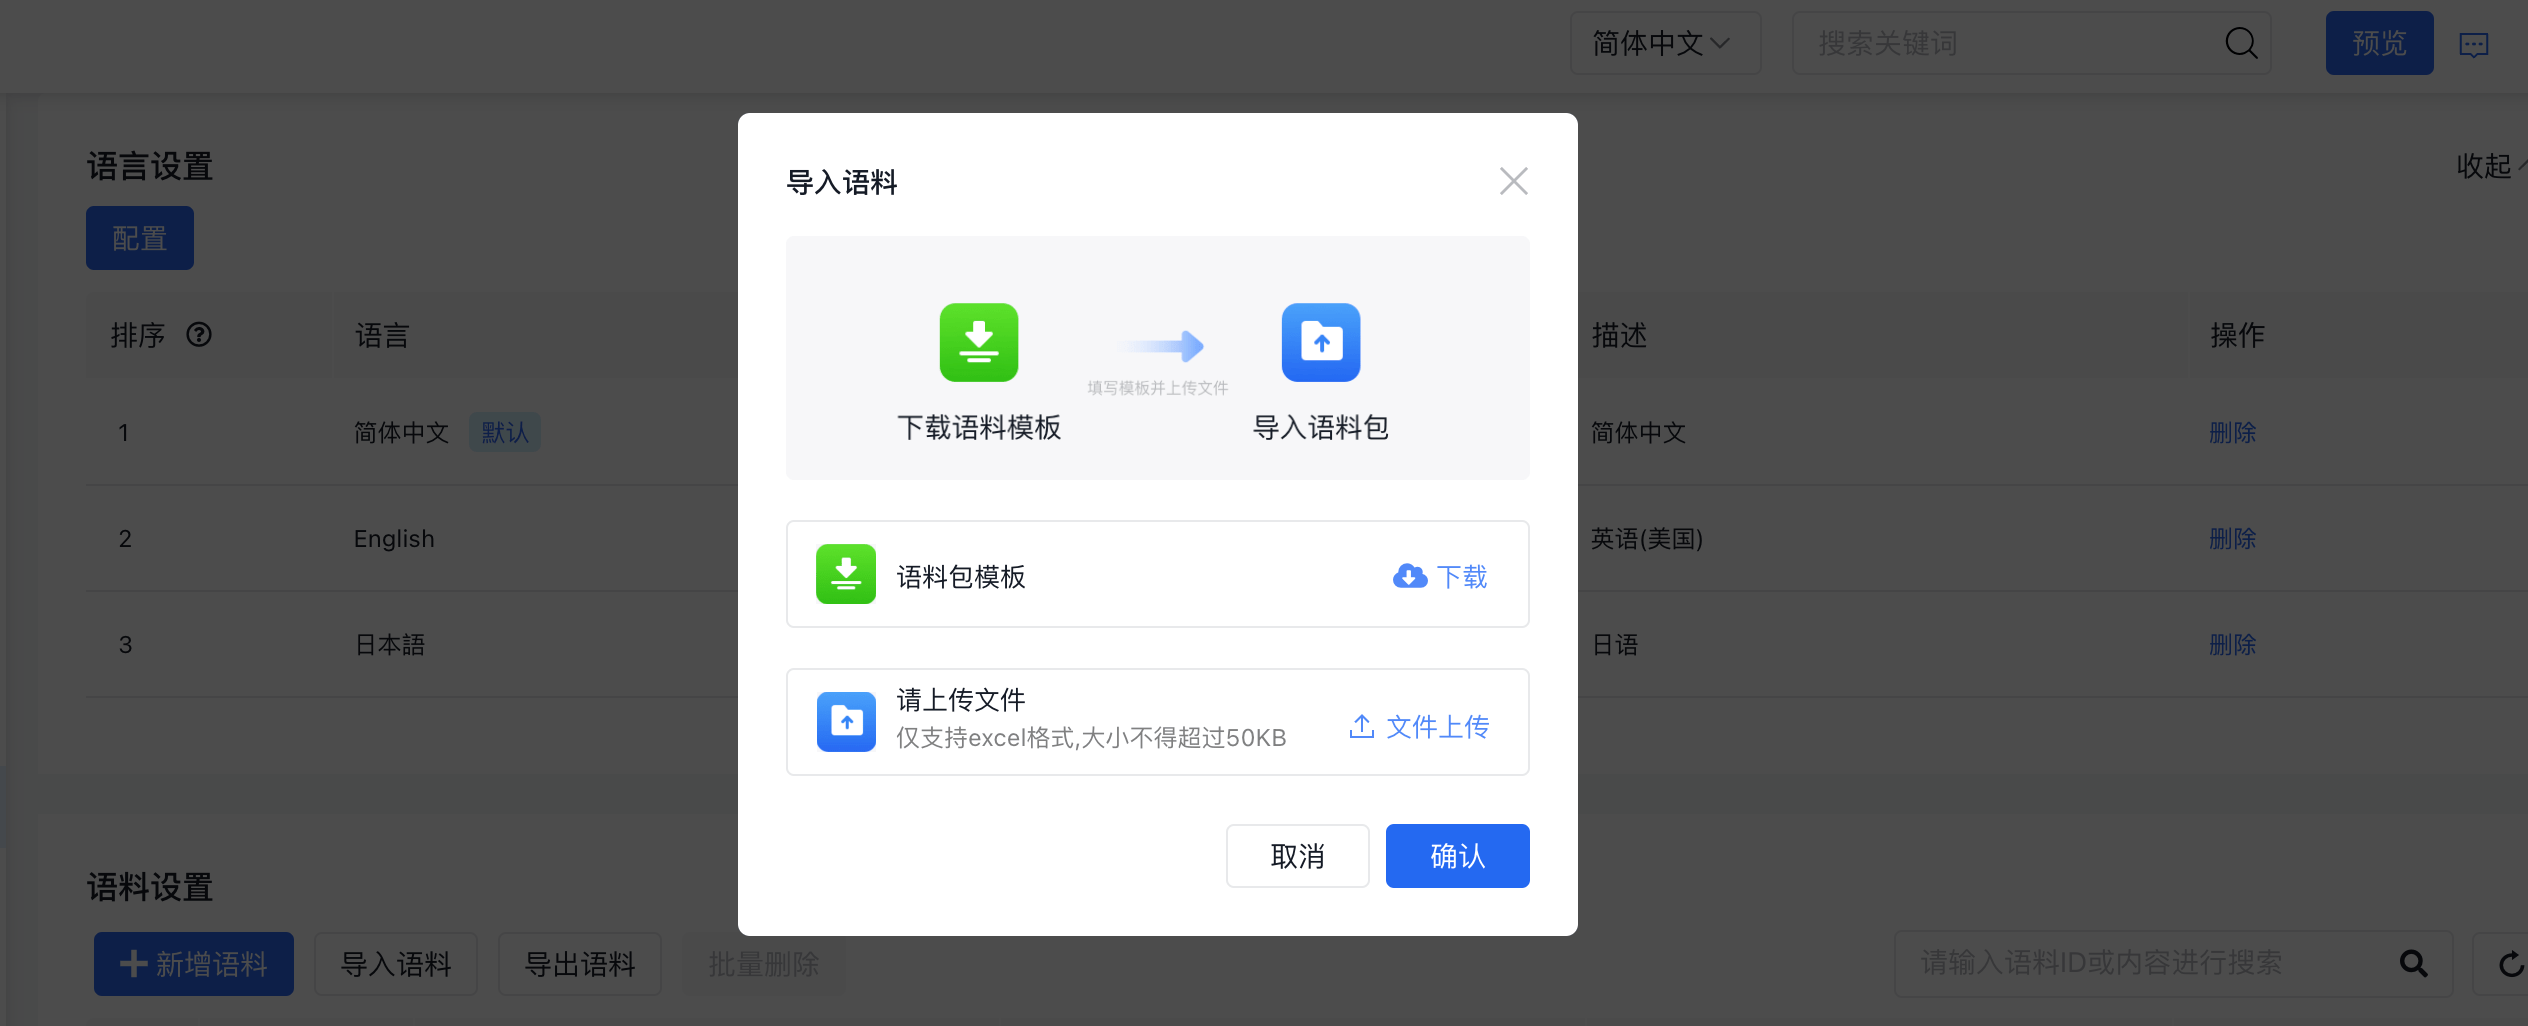 简体中文
搜索关键词
预览
语言设置
收起
配置
排序
语言
描述
操作
1
简体中文
默认
简体中文
删除
2
English
英语(美国)
删除
3
日本語
日语
删除
导入语料
填写模板并上传文件
下载语料模板
导入语料包
语料包模板
下载
请上传文件
仅支持excel格式,大小不得超过50KB
文件上传
取消
确认
语料设置
新增语料
导入语料
导出语料
批量删除
请输入语料ID或内容进行搜索